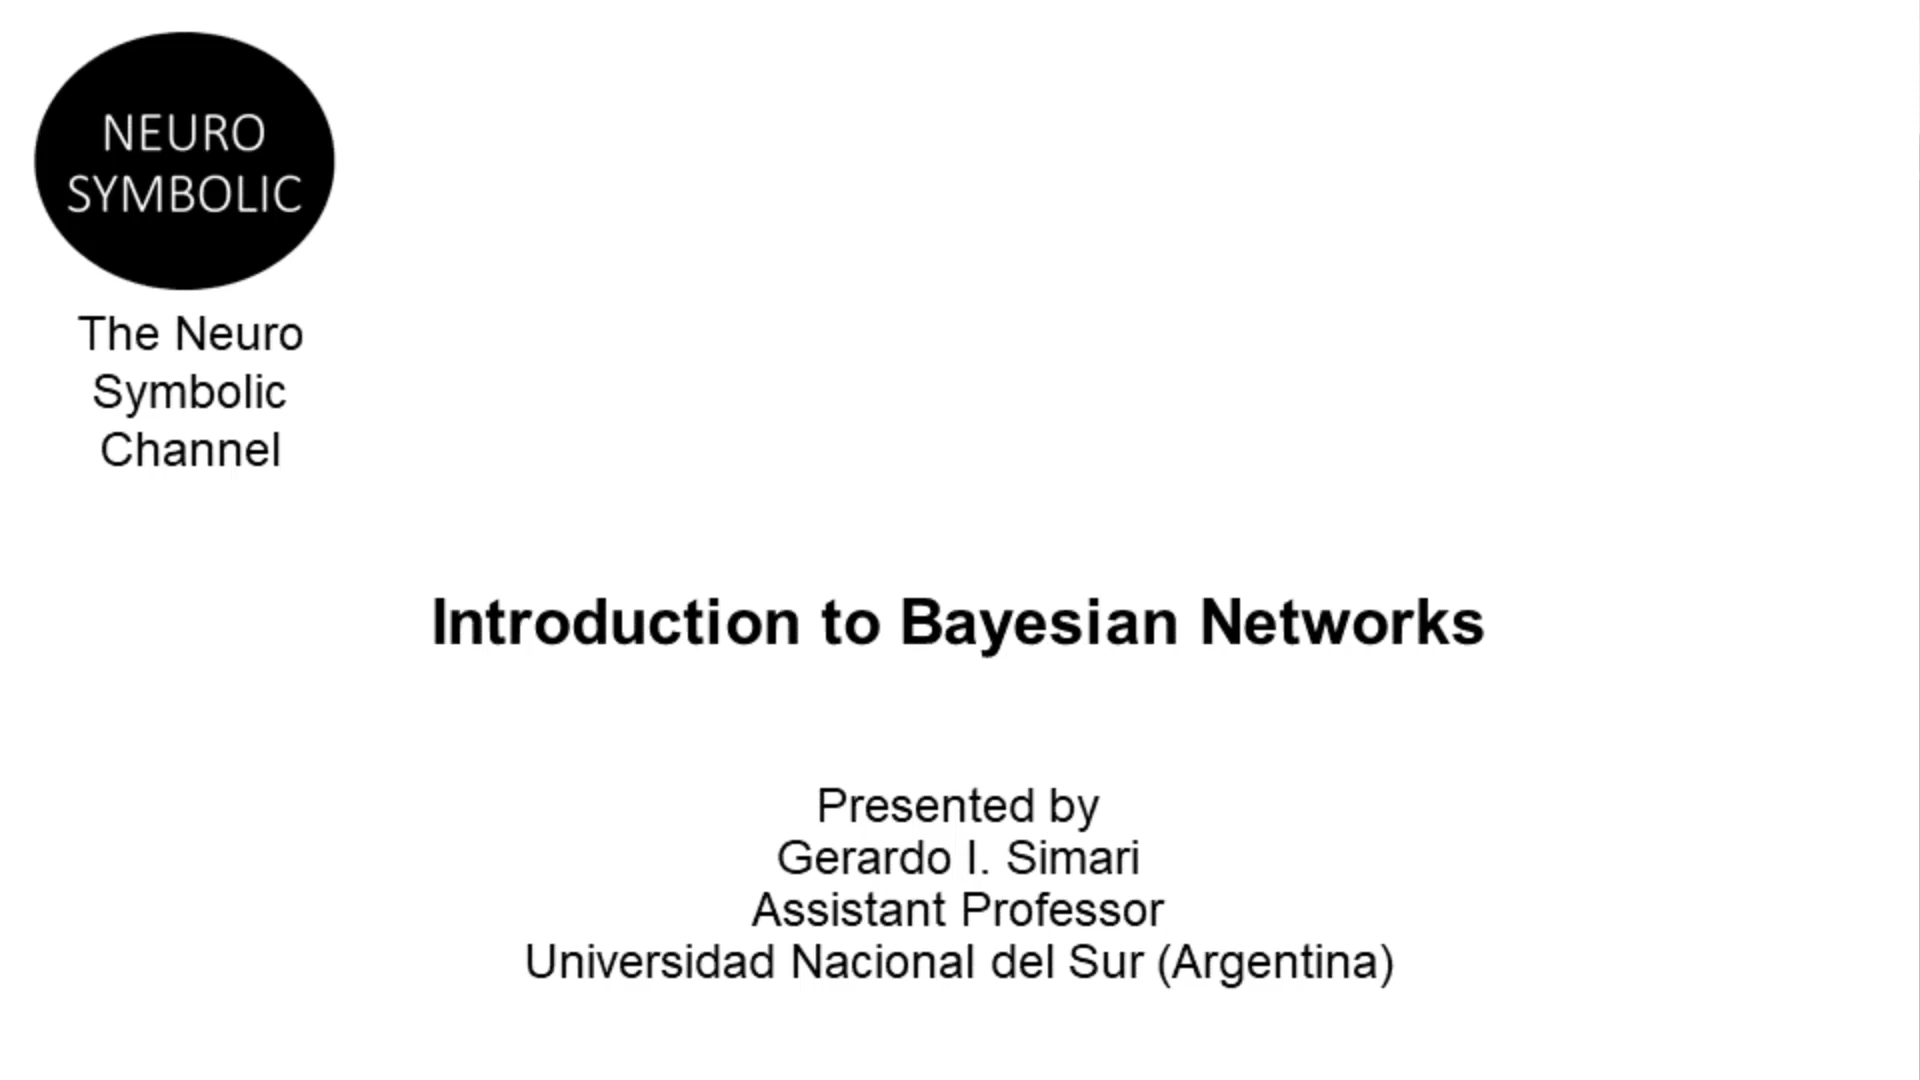 NEURO
SYMBOLIC
The Neuro
Symbolic
Channel
Introduction to Bayesian Networks
Presented by
Gerardo I. Simari
Assistant Professor
Universidad Nacional del Sur (Argentina)